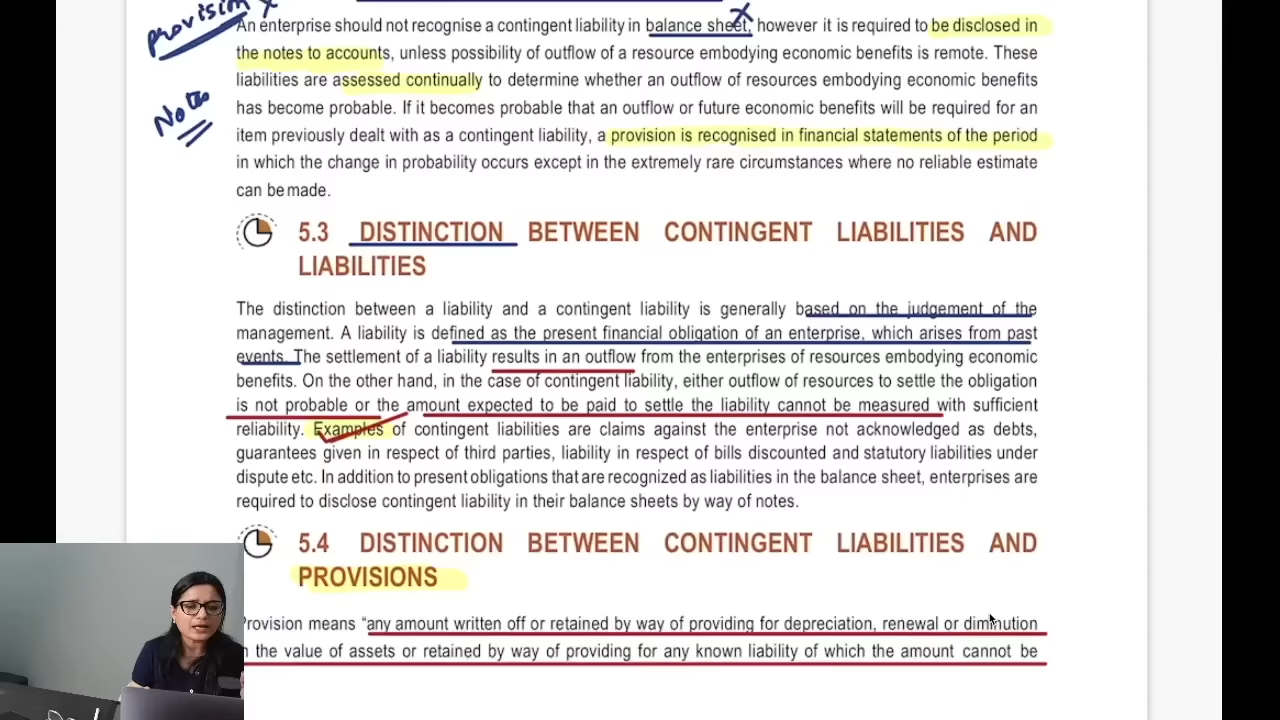 provision x
An enterprise should not recognise a contingent liability in balance sheet, however it is required to be disclosed in
the notes to accounts, unless possibility of outflow of a resource embodying economic benefits is remote. These
liabilities are assessed continually to determine whether an outflow of resources embodying economic benefits
Notes
has become probable. If it becomes probable that an outflow or future economic benefits will be required for an
item previously dealt with as a contingent liability, a provision is recognised in financial statements of the period
in which the change in probability occurs except in the extremely rare circumstances where no reliable estimate
can be made.
5.3 DISTINCTION BETWEEN CONTINGENT LIABILITIES AND
LIABILITIES
The distinction between a liability and a contingent liability is generally based on the judgement of the
management. A liability is defined as the present financial obligation of an enterprise, which arises from past
events. The settlement of a liability results in an outflow from the enterprises of resources embodying economic
benefits. On the other hand, in the case of contingent liability, either outflow of resources to settle the obligation
is not probable or the amount expected to be paid to settle the liability cannot be measured with sufficient
reliability. Examples of contingent liabilities are claims against the enterprise not acknowledged as debts,
guarantees given in respect of third parties, liability in respect of bills discounted and statutory liabilities under
dispute etc. In addition to present obligations that are recognized as liabilities in the balance sheet, enterprises are
required to disclose contingent liability in their balance sheets by way of notes.
5.4 DISTINCTION BETWEEN CONTINGENT LIABILITIES AND
PROVISIONS
Provision means “any amount written off or retained by way of providing for depreciation, renewal or diminution
the value of assets or retained by way of providing for any known liability of which the amount cannot be